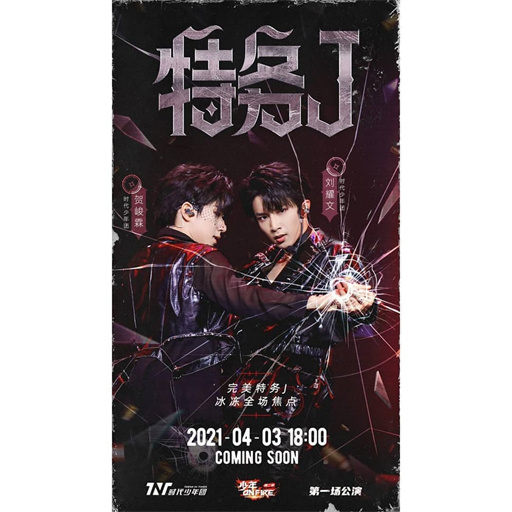 特务J
时代少年团
贺峻霖
刘耀文
时代少年团
完美特务J
冰冻全场焦点
2021-04-03 18:00
COMING SOON
TNT 时代少年团
少年
ON FIRE
第一场公演